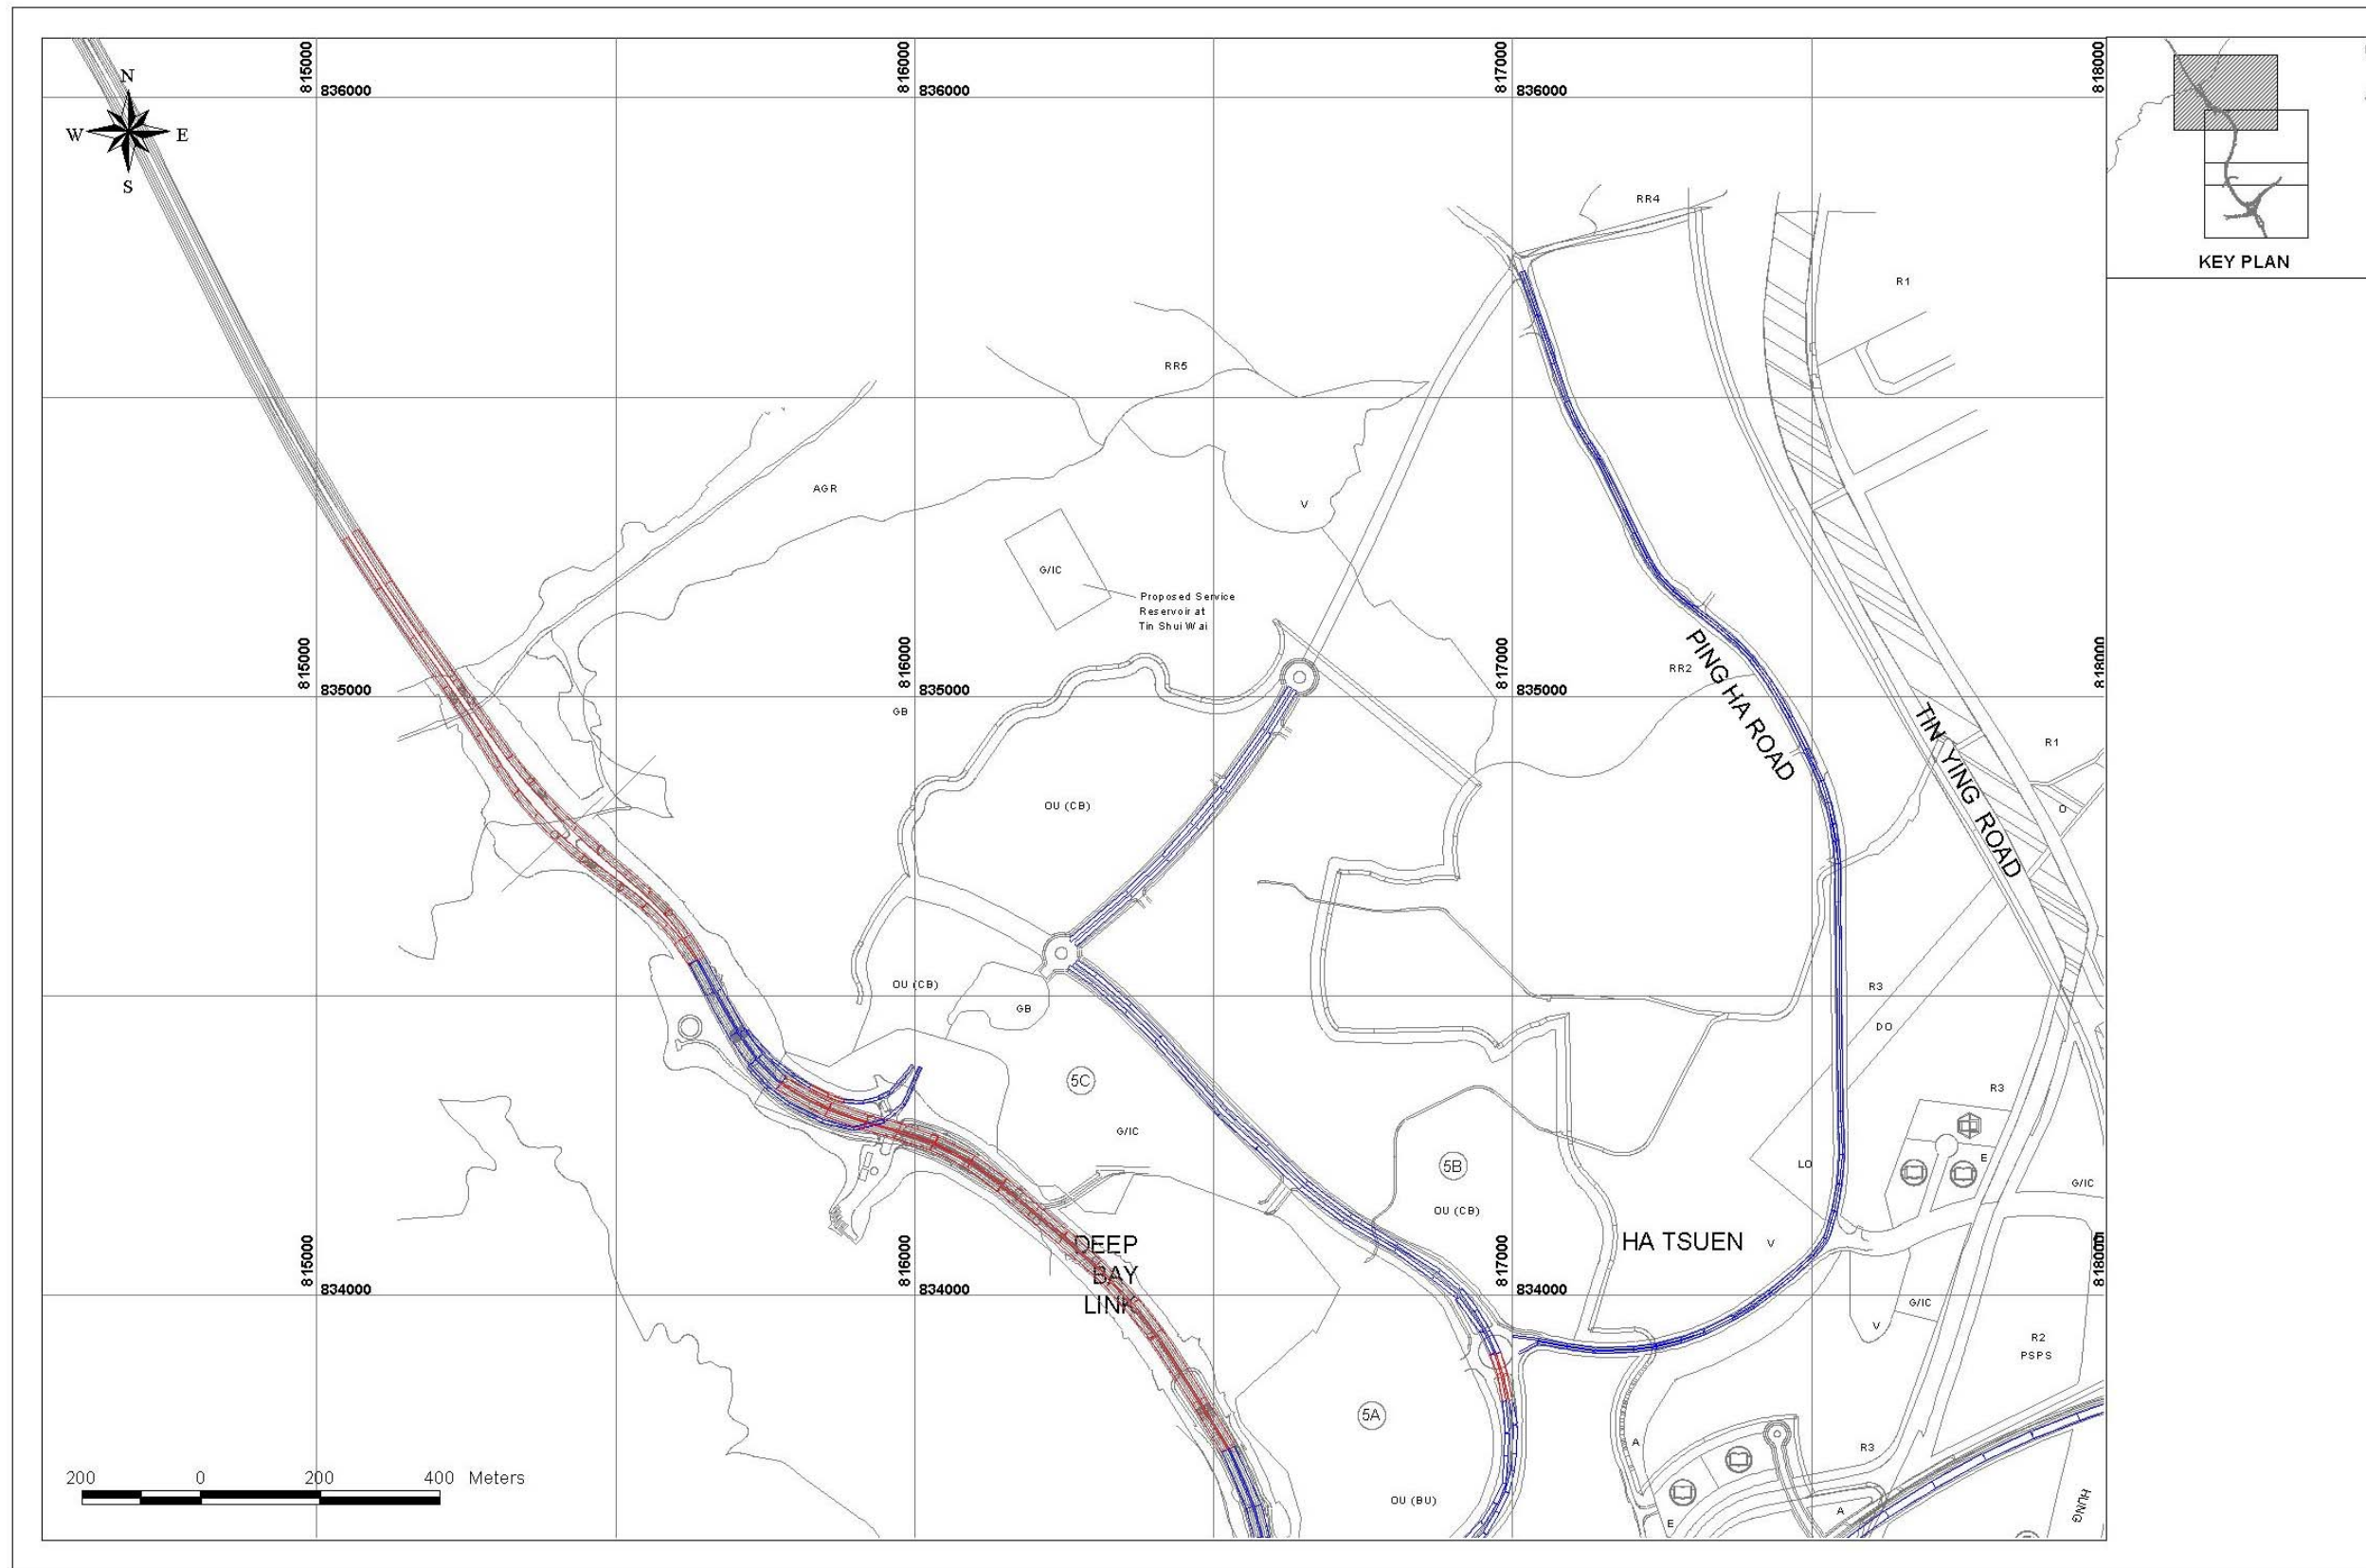 815000
816000
817000
818000
N
836000
836000
836000
W
E
S
KEY PLAN
RR4
R1
RR5
AGR
V
G/IC
Proposed Service
Reservoir at
Tin Shui Wai
815000
816000
817000
818000
PING HA ROAD
RR2
835000
835000
835000
GB
TIN YING ROAD
R1
OU (CB)
O
OU (CB)
R3
GB
DO
5C
R3
G/IC
E
5B
LO
G/IC
OU (CB)
815000
816000
817000
818000
DEEP
BAY
LINK
HA TSUEN
V
834000
834000
834000
G/IC
V
R2
PSPS
5A
A
R3
200
0
200
400 Meters
OU (BU)
A
E
HUNG